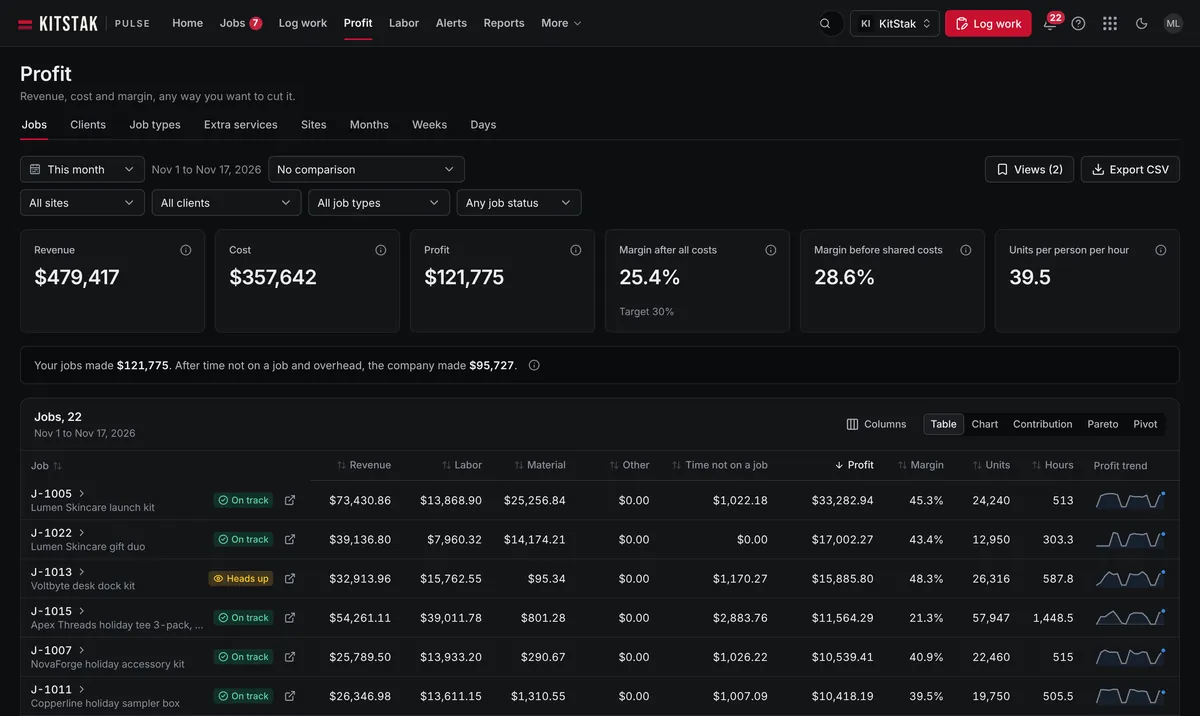 KITSTAK PULSE Home Jobs 7 Log work Profit Labor Alerts Reports More KI KitStak Log work 22 ML
Profit
Revenue, cost and margin, any way you want to cut it.
Jobs Clients Job types Extra services Sites Months Weeks Days
This month Nov 1 to Nov 17, 2026 No comparison Views (2) Export CSV
All sites All clients All job types Any job status
Revenue Cost Profit Margin after all costs Margin before shared costs Units per person per hour
$479,417 $357,642 $121,775 25.4% 28.6% 39.5
Target 30%
Your jobs made $121,775. After time not on a job and overhead, the company made $95,727.
Jobs, 22
Nov 1 to Nov 17, 2026
Columns Table Chart Contribution Pareto Pivot
Job Revenue Labor Material Other Time not on a job Profit Margin Units Hours Profit trend
J-1005 On track $73,430.86 $13,868.90 $25,256.84 $0.00 $1,022.18 $33,282.94 45.3% 24,240 513
Lumen Skincare launch kit
J-1022 On track $39,136.80 $7,960.32 $14,174.21 $0.00 $0.00 $17,002.27 43.4% 12,950 303.3
Lumen Skincare gift duo
J-1013 Heads up $32,913.96 $15,762.55 $95.34 $0.00 $1,170.27 $15,885.80 48.3% 26,316 587.8
Voltbyte desk dock kit
J-1015 On track $54,261.11 $39,011.78 $801.28 $0.00 $2,883.76 $11,564.29 21.3% 57,947 1,448.5
Apex Threads holiday tee 3-pack, ...
J-1007 On track $25,789.50 $13,933.20 $290.67 $0.00 $1,026.22 $10,539.41 40.9% 22,460 515
NovaForge holiday accessory kit
J-1011 On track $26,346.98 $13,611.15 $1,310.55 $0.00 $1,007.09 $10,418.19 39.5% 19,750 505.5
Copperline holiday sampler box